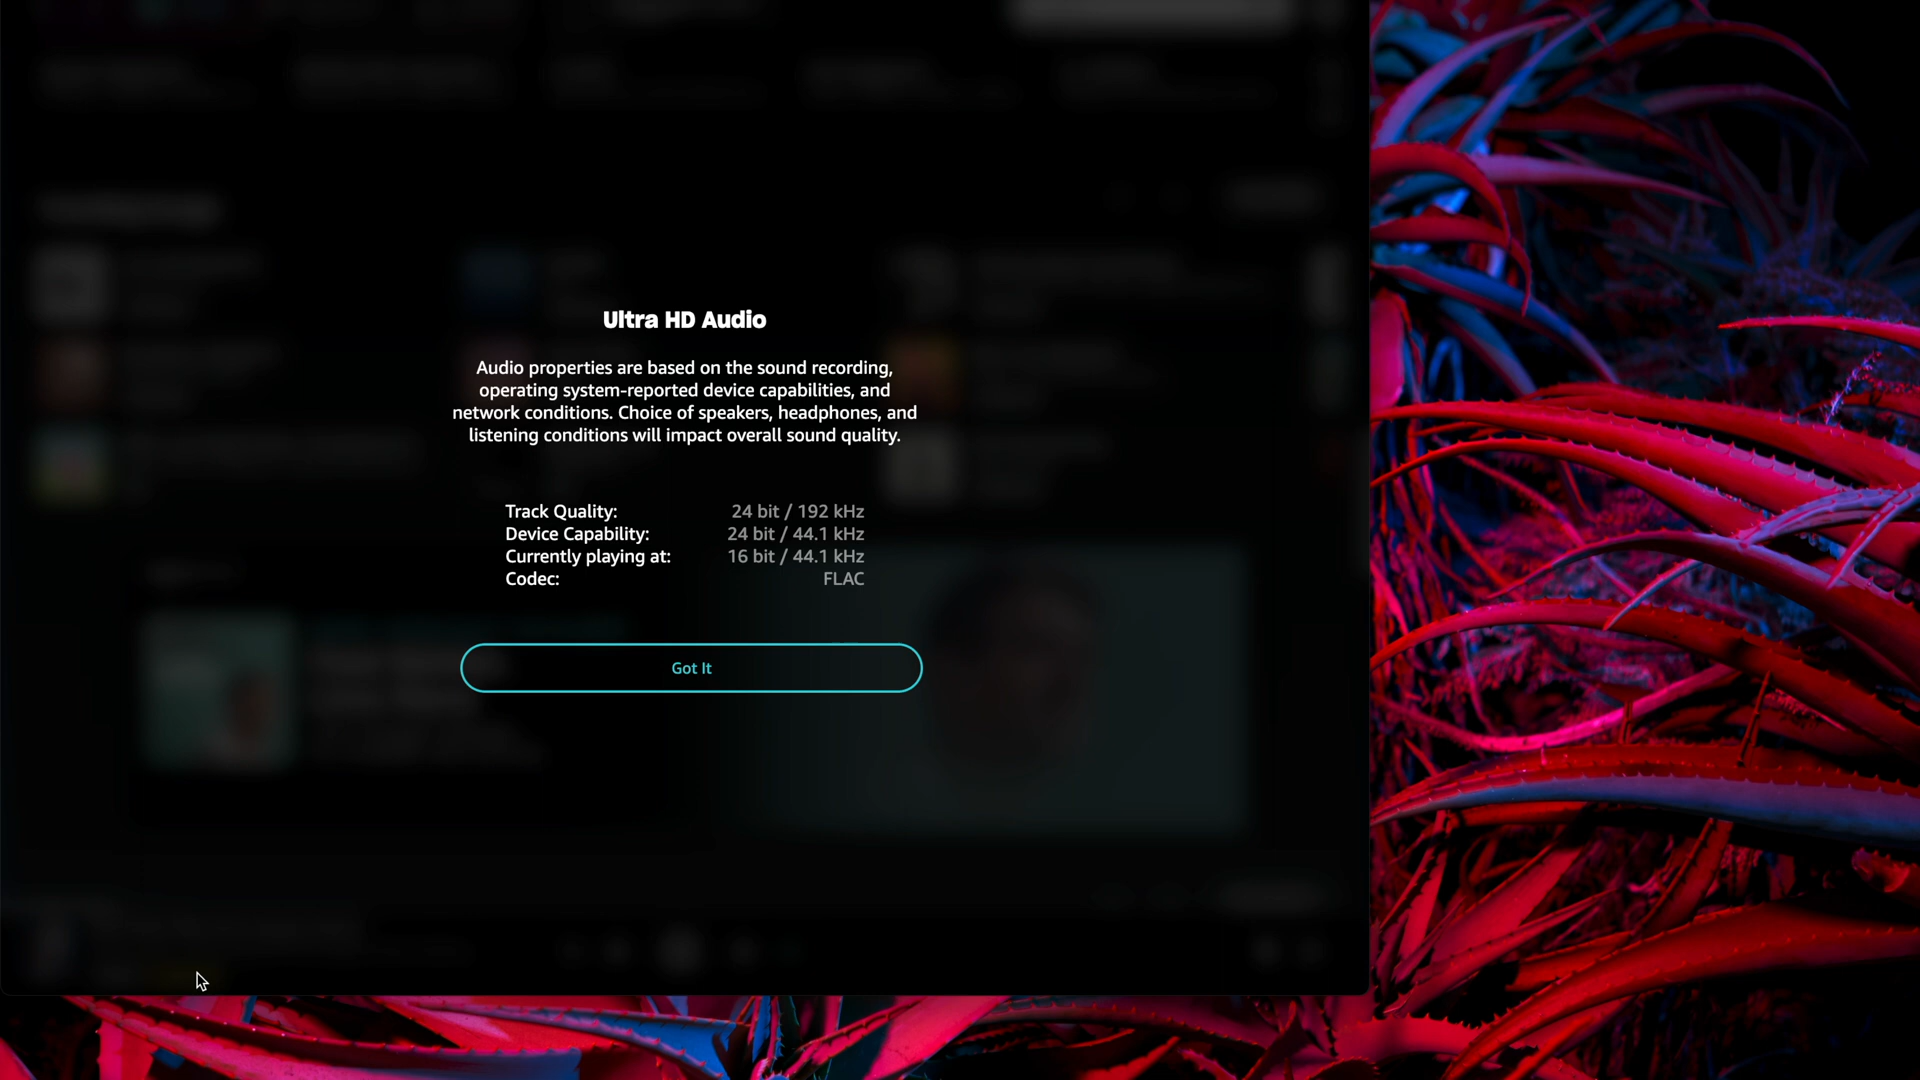 Ultra HD Audio
Audio properties are based on the sound recording,
operating system-reported device capabilities, and
network conditions. Choice of speakers, headphones, and
listening conditions will impact overall sound quality.
Track Quality: 24 bit / 192 kHz
Device Capability: 24 bit / 44.1 kHz
Currently playing at: 16 bit / 44.1 kHz
Codec: FLAC
Got It